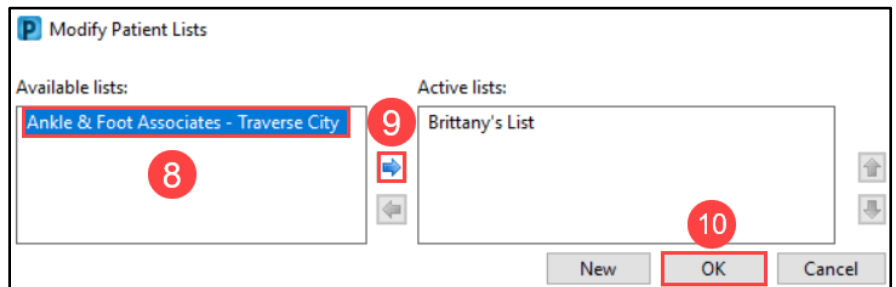 P Modify Patient Lists
Available lists:
Active lists:
Ankle & Foot Associates - Traverse City
9
Brittany's List
8
10
New
OK
Cancel